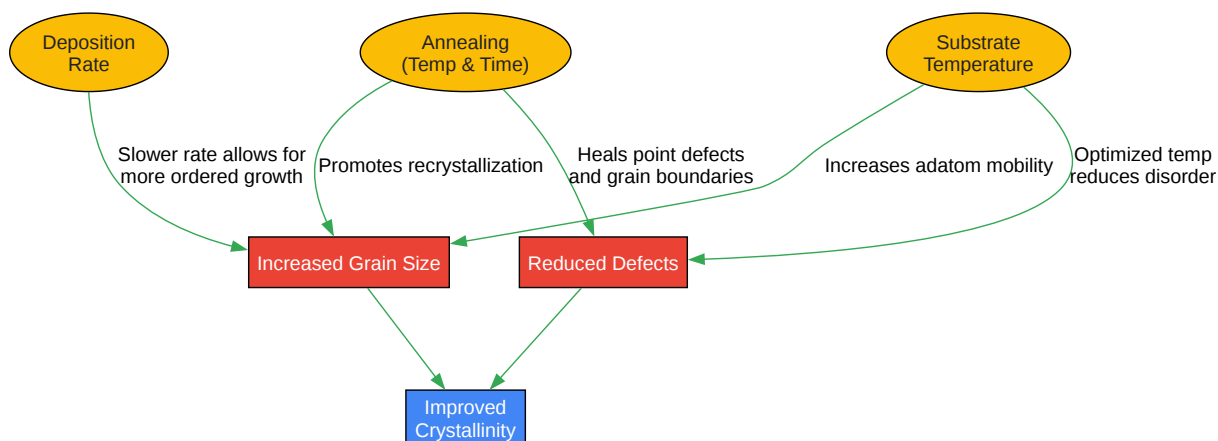 Deposition
Rate
Annealing
(Temp & Time)
Substrate
Temperature
Slower rate allows for
more ordered growth
Promotes recrystallization
Heals point defects
and grain boundaries
Increases adatom mobility
Optimized temp
reduces disorder
Increased Grain Size
Reduced Defects
Improved
Crystallinity